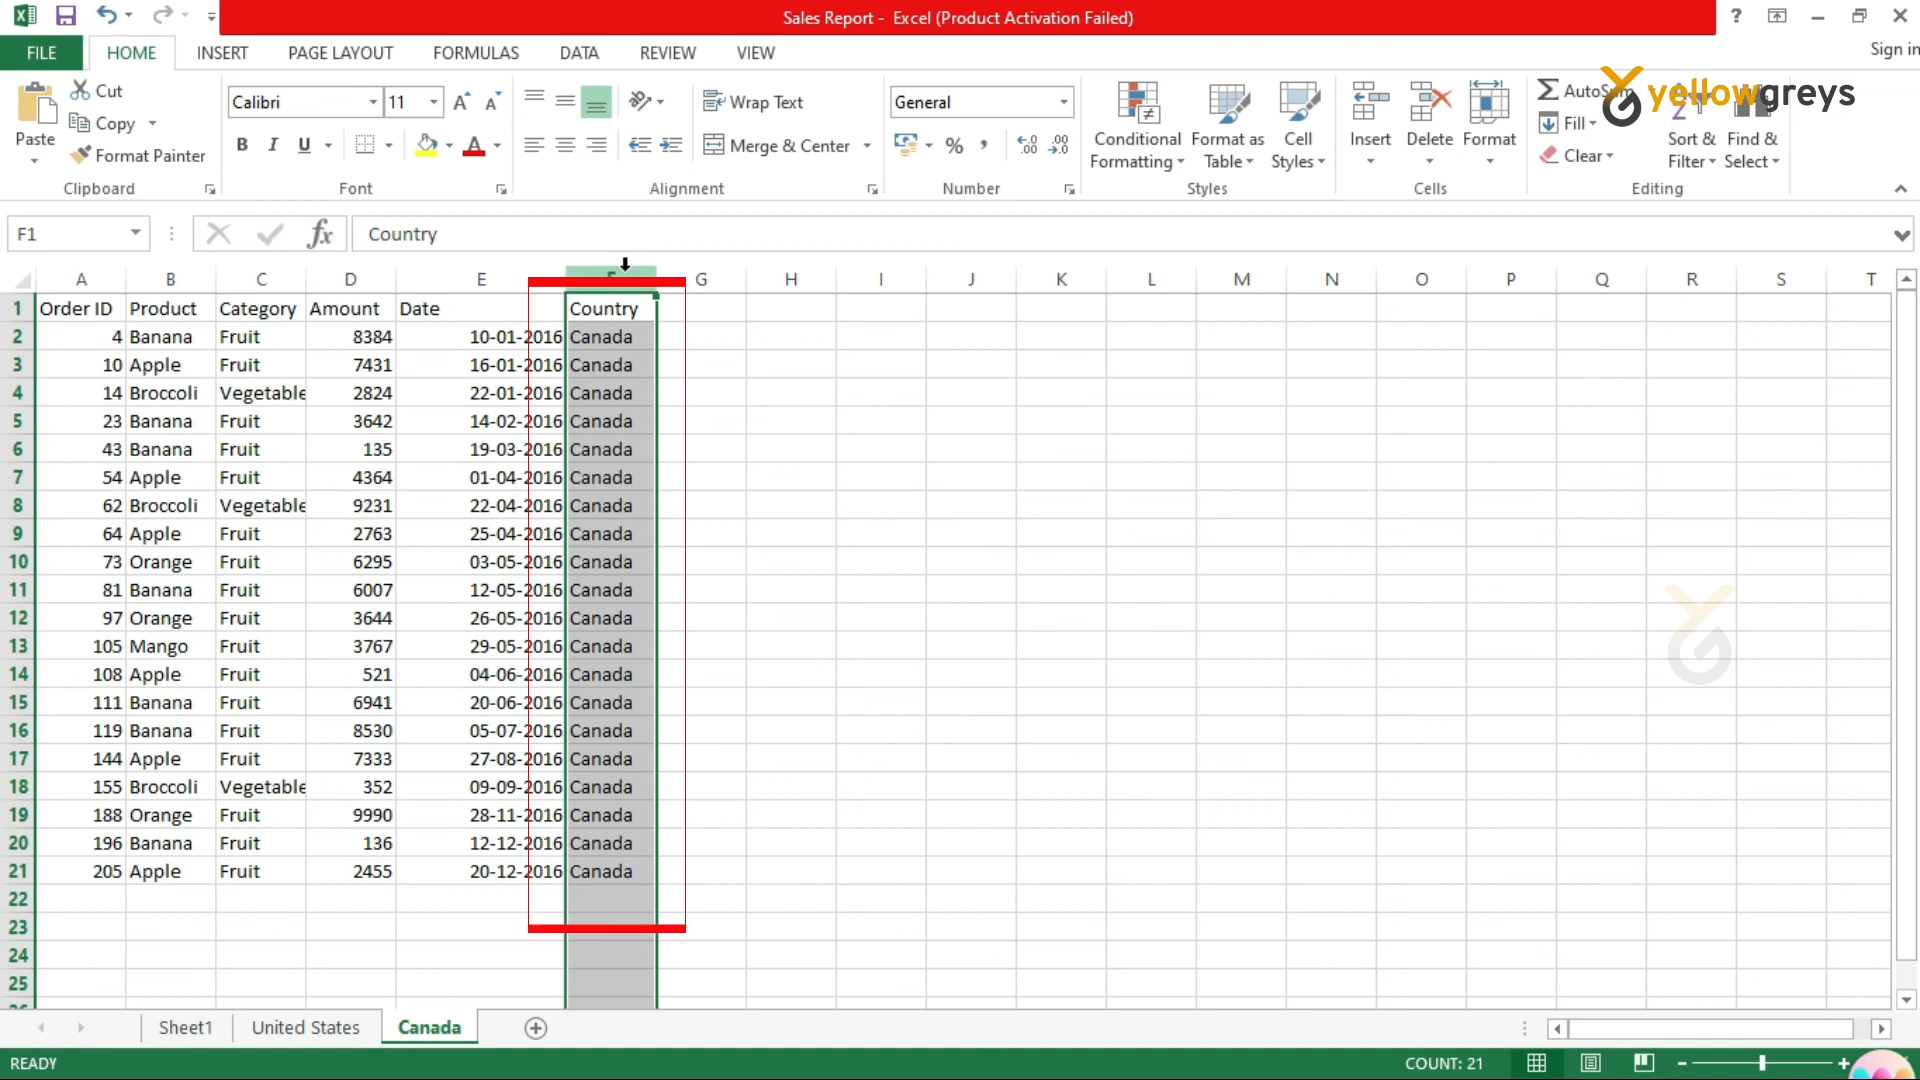 Sales Report - Excel (Product Activation Failed)
?
FILE HOME INSERT PAGE LAYOUT FORMULAS DATA REVIEW VIEW Sign in
Paste Cut Copy Format Painter Clipboard
Calibri 11 B I U A Font
Wrap Text Merge & Center Alignment
General % , Number
Conditional Formatting Format as Table Cell Styles Styles
Insert Delete Format Cells
Fill Clear Sort & Filter Find & Select Editing
yellowgreys
F1 fx Country
A B C D E G H I J K L M N O P Q R S T
1 Order ID Product Category Amount Date Country
2 4 Banana Fruit 8384 10-01-2016 Canada
3 10 Apple Fruit 7431 16-01-2016 Canada
4 14 Broccoli Vegetable 2824 22-01-2016 Canada
5 23 Banana Fruit 3642 14-02-2016 Canada
6 43 Banana Fruit 135 19-03-2016 Canada
7 54 Apple Fruit 4364 01-04-2016 Canada
8 62 Broccoli Vegetable 9231 22-04-2016 Canada
9 64 Apple Fruit 2763 25-04-2016 Canada
10 73 Orange Fruit 6295 03-05-2016 Canada
11 81 Banana Fruit 6007 12-05-2016 Canada
12 97 Orange Fruit 3644 26-05-2016 Canada
13 105 Mango Fruit 3767 29-05-2016 Canada
14 108 Apple Fruit 521 04-06-2016 Canada
15 111 Banana Fruit 6941 20-06-2016 Canada
16 119 Banana Fruit 8530 05-07-2016 Canada
17 144 Apple Fruit 7333 27-08-2016 Canada
18 155 Broccoli Vegetable 352 09-09-2016 Canada
19 188 Orange Fruit 9990 28-11-2016 Canada
20 196 Banana Fruit 136 12-12-2016 Canada
21 205 Apple Fruit 2455 20-12-2016 Canada
22
23
24
25
Sheet1 United States Canada
READY COUNT: 21